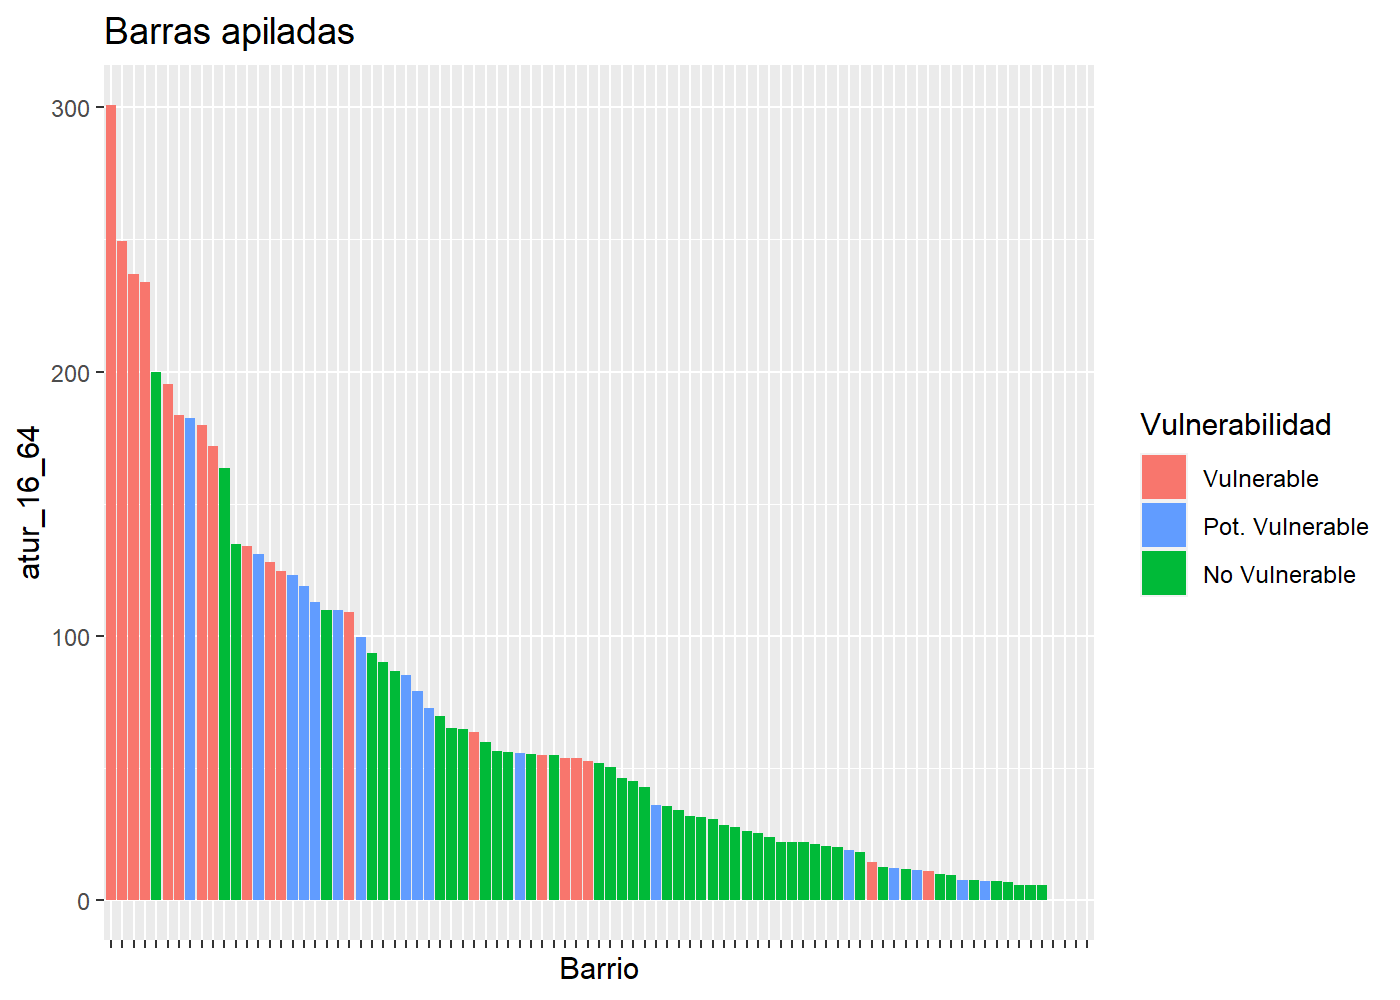 Barras apiladas
300
200
100
0
atur_16_64
Barrio
Vulnerabilidad
Vulnerable
Pot. Vulnerable
No Vulnerable